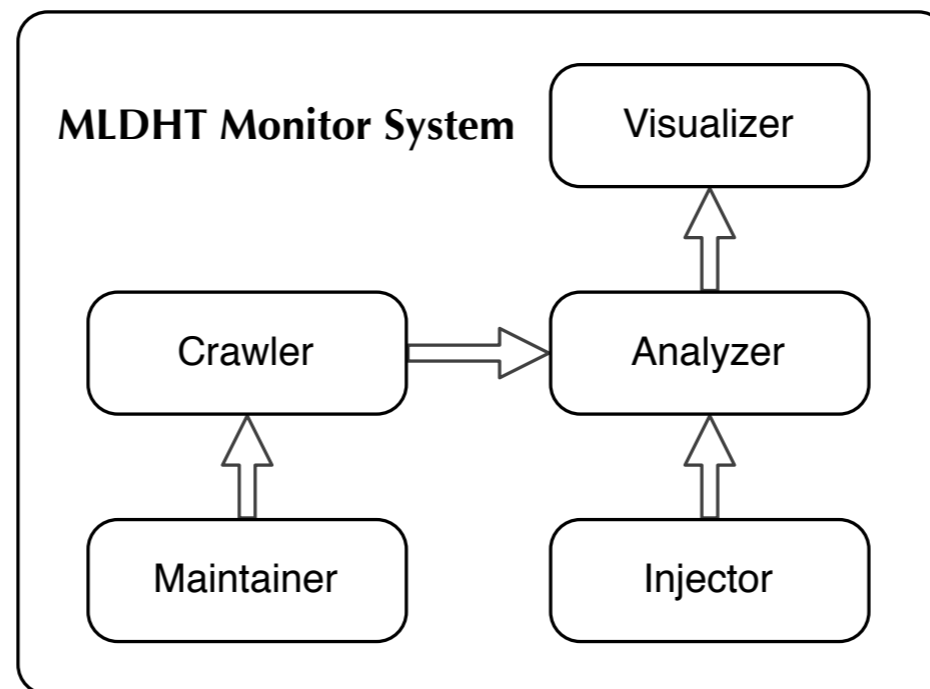 MLDHT Monitor System
Visualizer
Crawler
Analyzer
Maintainer
Injector